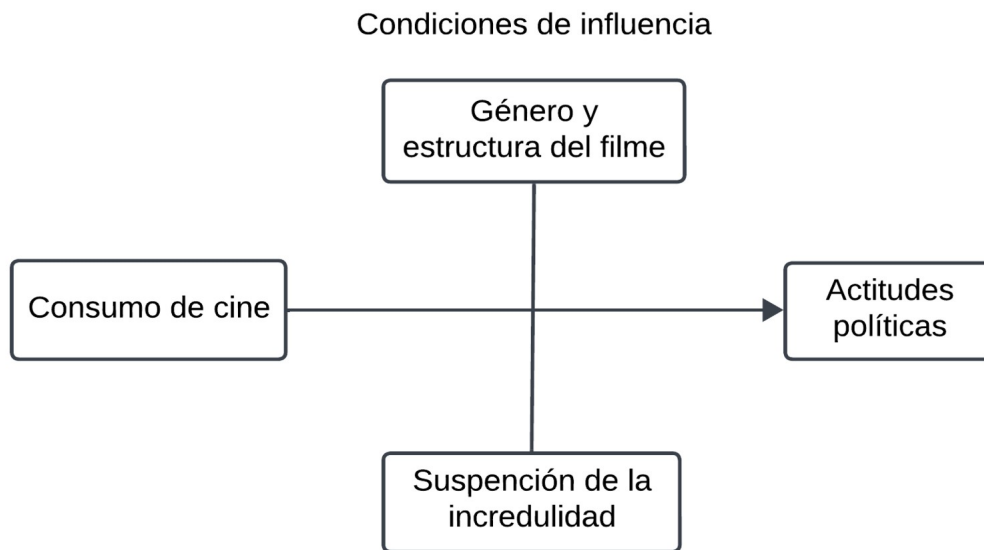 Condiciones de influencia
Género y
estructura del filme
Consumo de cine
Actitudes
políticas
Suspención de la
incredulidad